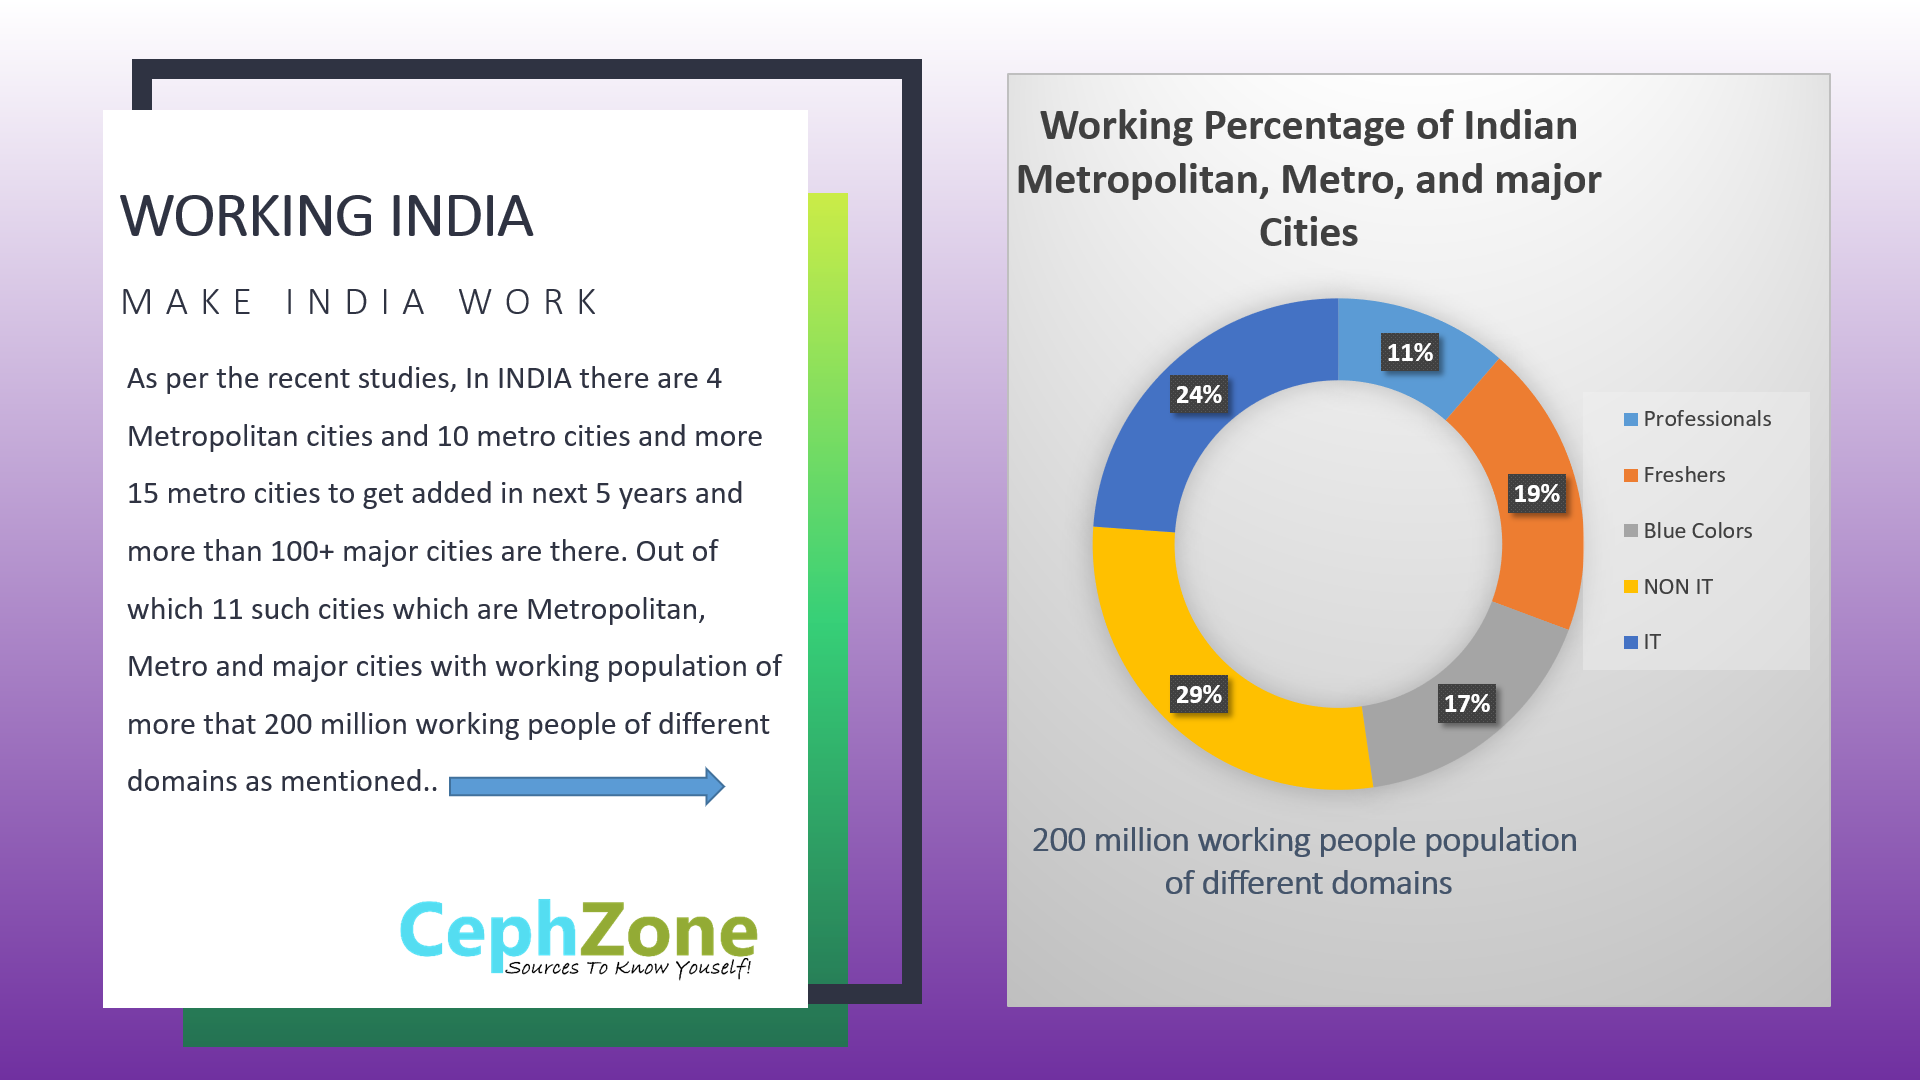 WORKING INDIA
MAKE INDIA WORK
As per the recent studies, In INDIA there are 4
Metropolitan cities and 10 metro cities and more
15 metro cities to get added in next 5 years and
more than 100+ major cities are there. Out of
which 11 such cities which are Metropolitan,
Metro and major cities with working population of
more that 200 million working people of different
domains as mentioned..
CephZone
Sources To Know Youself!
Working Percentage of Indian
Metropolitan, Metro, and major
Cities
11%
24%
19%
29%
17%
Professionals
Freshers
Blue Colors
NON IT
IT
200 million working people population
of different domains